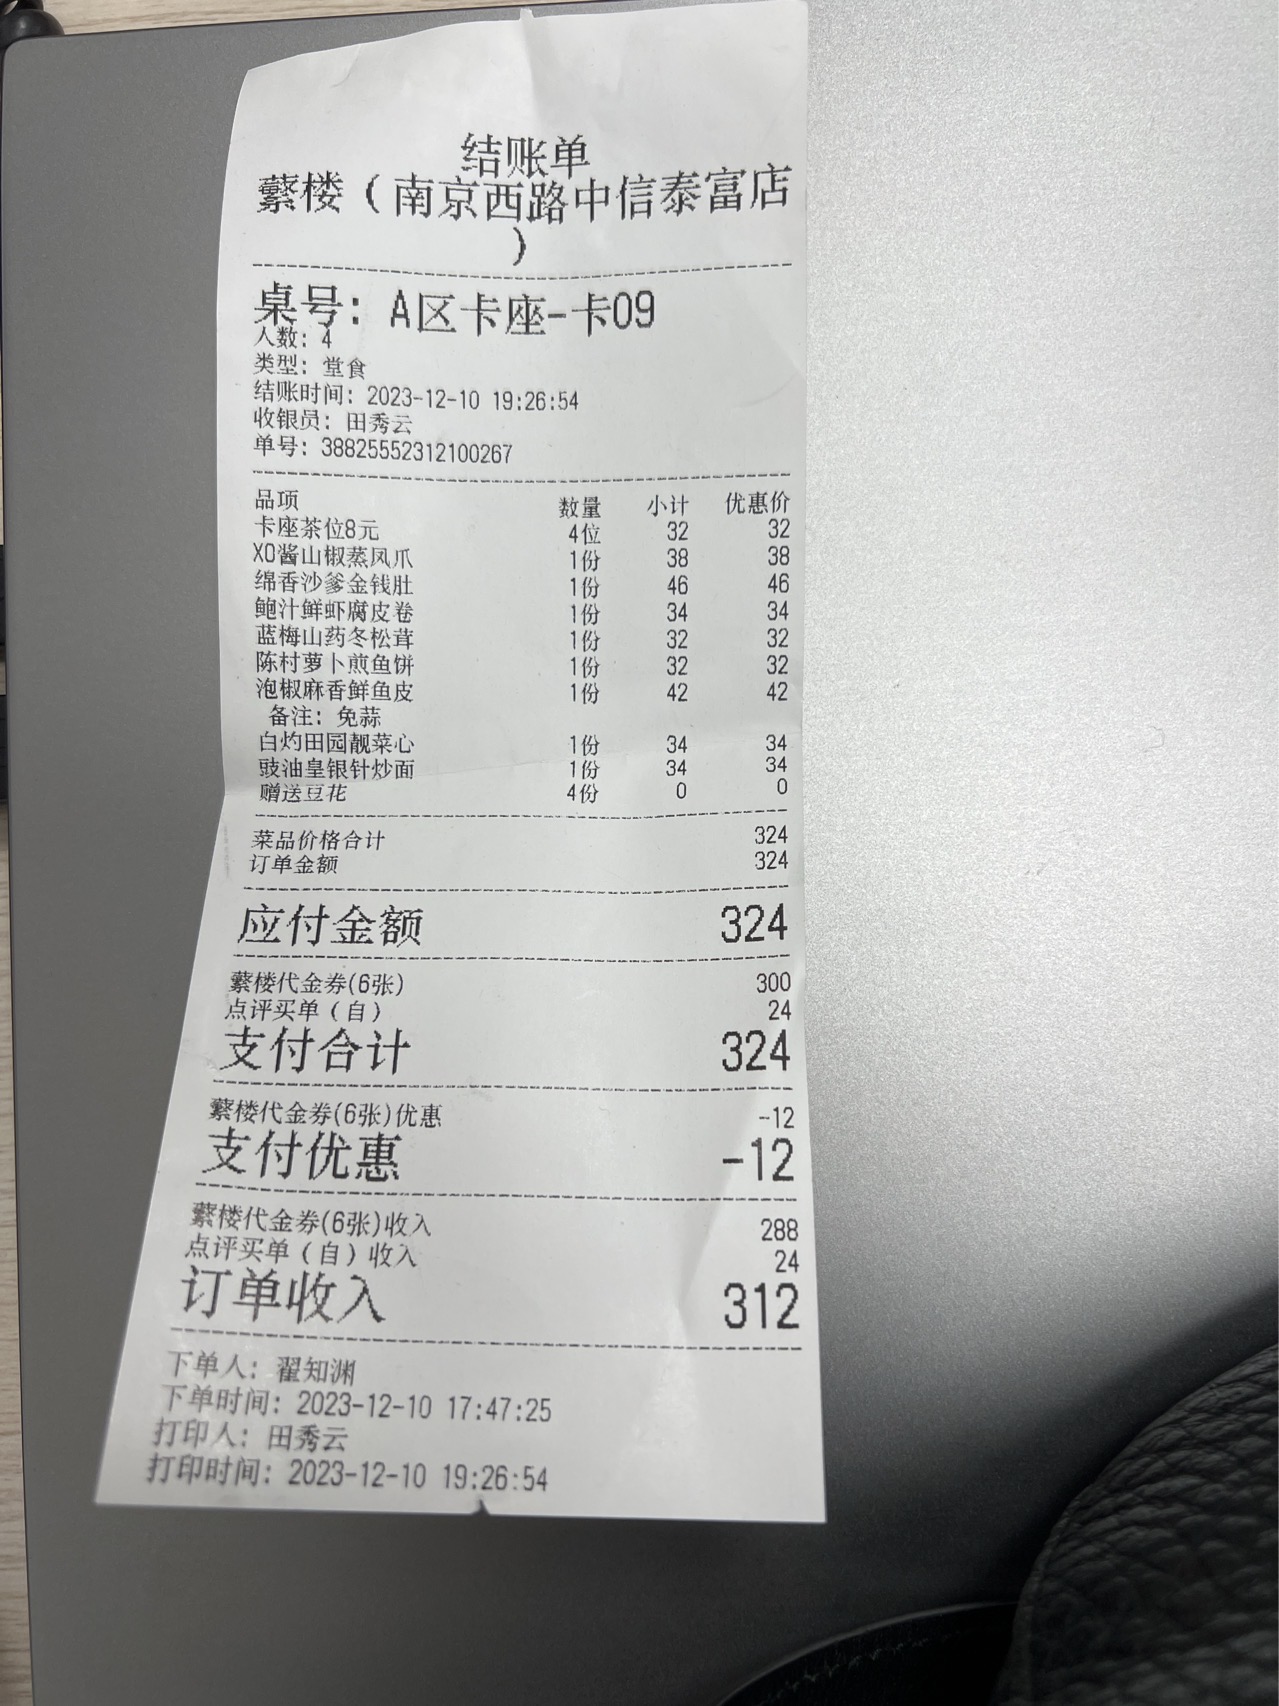 结账单
蘩楼（南京西路中信泰富店
）
桌号：A区卡座-卡09
人数：4
类型：堂食
结账时间：2023-12-10 19:26:54
收银员：田秀云
单号：38825552312100267
品项 数量 小计 优惠价
卡座茶位8元 4位 32 32
XO酱山椒蒸凤爪 1份 38 38
绵香沙爹金钱肚 1份 46 46
鲍汁鲜虾腐皮卷 1份 34 34
蓝梅山药冬松茸 1份 32 32
陈村萝卜煎鱼饼 1份 32 32
泡椒麻香鲜鱼皮 1份 42 42
备注：免蒜
白灼田园靓菜心 1份 34 34
豉油皇银针炒面 1份 34 34
赠送豆花 4份 0 0
菜品价格合计 324
订单金额 324
应付金额 324
蘩楼代金券(6张) 300
点评买单（自） 24
支付合计 324
蘩楼代金券(6张)优惠 -12
支付优惠 -12
蘩楼代金券(6张)收入 288
点评买单（自）收入 24
订单收入 312
下单人：翟知渊
下单时间：2023-12-10 17:47:25
打印人：田秀云
打印时间：2023-12-10 19:26:54